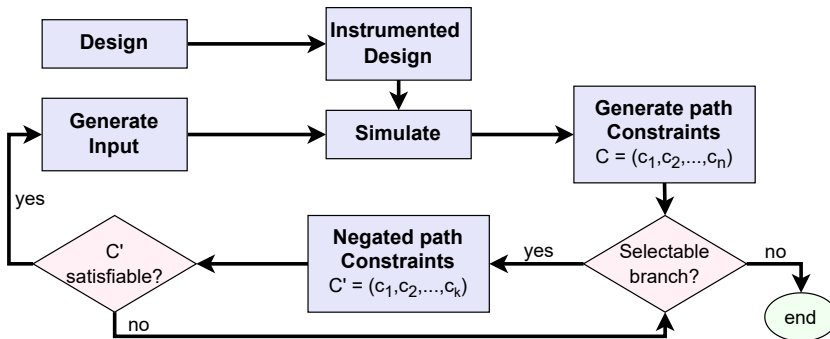 Design
Instrumented
Design
Generate
Input
Simulate
Generate path
Constraints
C = (c₁,c₂,...,cₙ)
yes
C'
satisfiable?
Negated path
Constraints
C' = (c₁,c₂,...,cₖ)
yes
Selectable
branch?
no
end
no